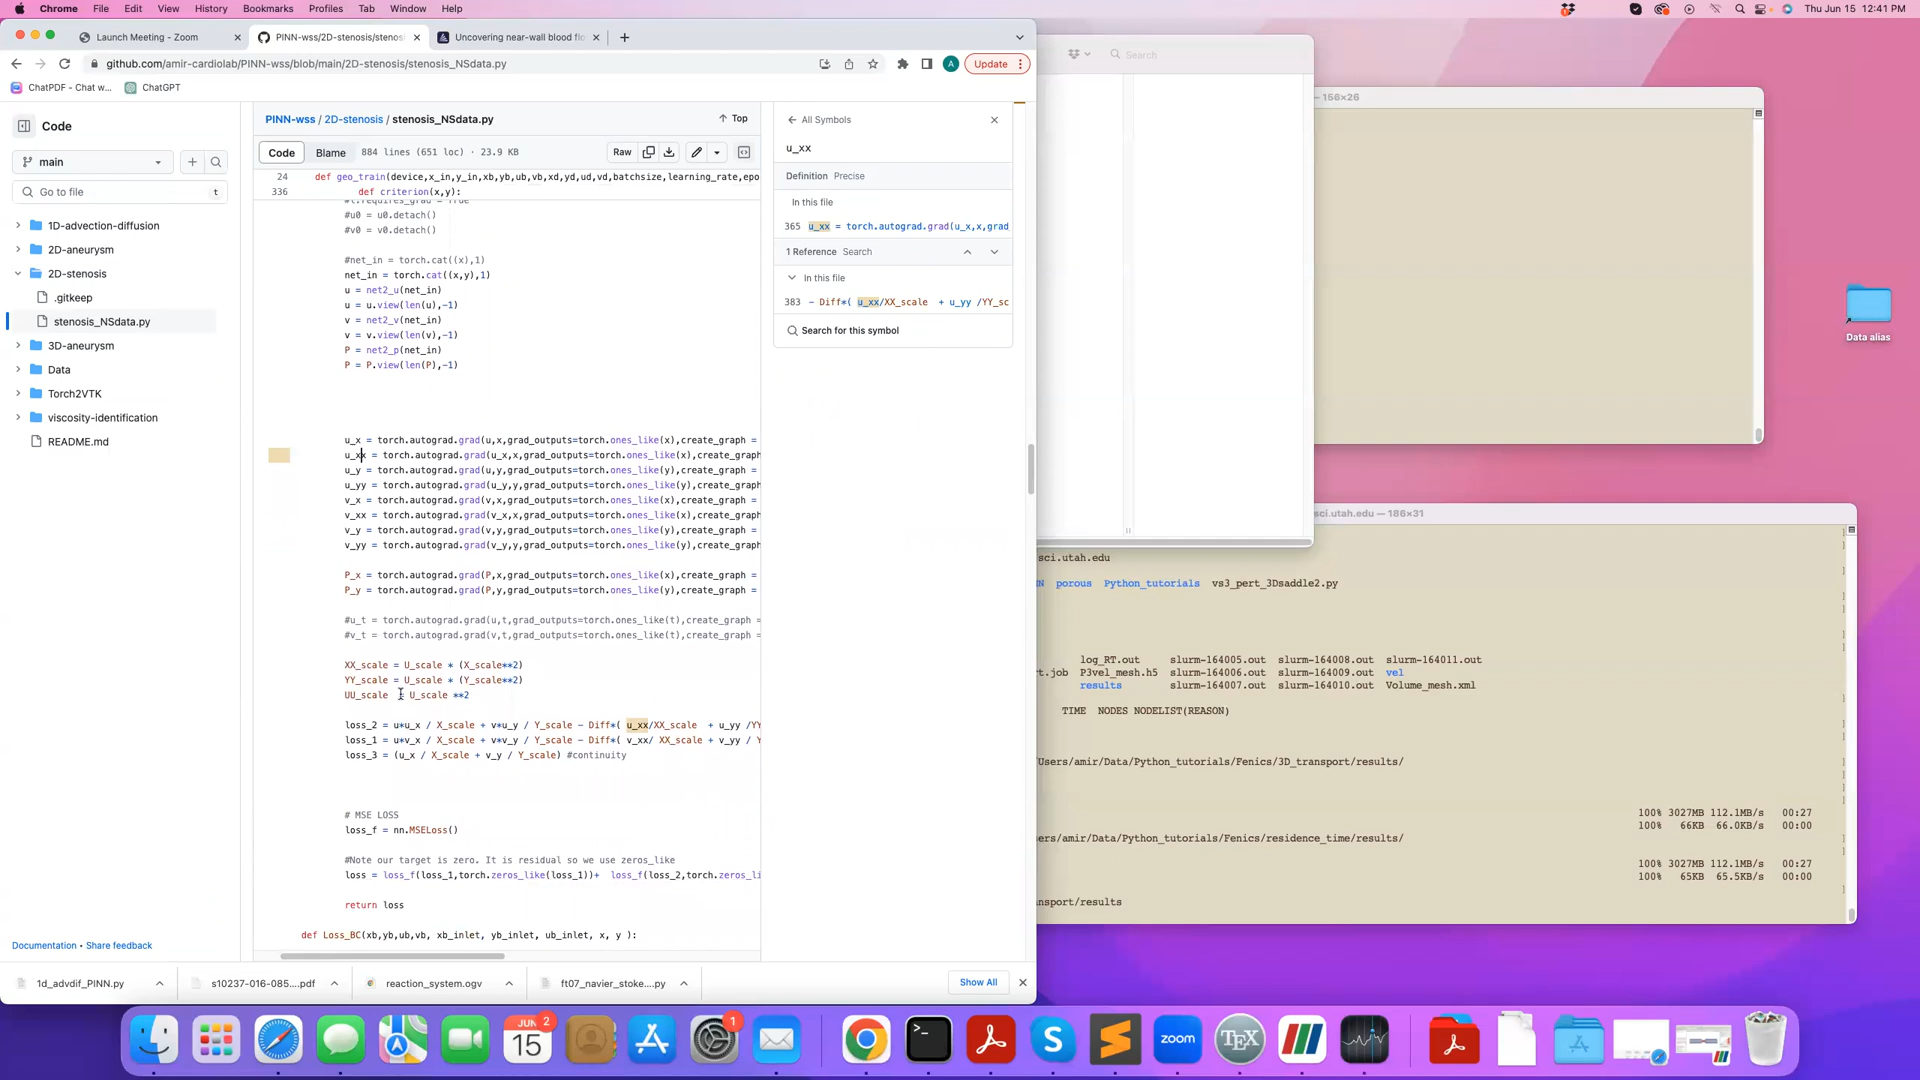 Chrome File Edit View History Bookmarks Profiles Tab Window Help Thu Jun 15 12:41 PM
Launch Meeting - Zoom PINN-wss/2D-stenosis/stenosi Uncovering near-wall blood flo
github.com/amir-cardiolab/PINN-wss/blob/main/2D-stenosis/stenosis_NSdata.py A Update
ChatPDF - Chat w... ChatGPT
Search
— 156×26
Code
main
Go to file t
1D-advection-diffusion
2D-aneurysm
2D-stenosis
.gitkeep
stenosis_NSdata.py
3D-aneurysm
Data
Torch2VTK
viscosity-identification
README.md
Documentation • Share feedback
PINN-wss / 2D-stenosis / stenosis_NSdata.py Top
Code Blame 884 lines (651 loc) · 23.9 KB Raw
24 def geo_train(device,x_in,y_in,xb,yb,ub,vb,xd,yd,ud,vd,batchsize,learning_rate,epo
336 def criterion(x,y):
#t.requires_grad = True
#u0 = u0.detach()
#v0 = v0.detach()
#net_in = torch.cat((x),1)
net_in = torch.cat((x,y),1)
u = net2_u(net_in)
u = u.view(len(u),-1)
v = net2_v(net_in)
v = v.view(len(v),-1)
P = net2_p(net_in)
P = P.view(len(P),-1)
u_x = torch.autograd.grad(u,x,grad_outputs=torch.ones_like(x),create_graph =
u_xx = torch.autograd.grad(u_x,x,grad_outputs=torch.ones_like(x),create_graph
u_y = torch.autograd.grad(u,y,grad_outputs=torch.ones_like(y),create_graph =
u_yy = torch.autograd.grad(u_y,y,grad_outputs=torch.ones_like(y),create_graph
v_x = torch.autograd.grad(v,x,grad_outputs=torch.ones_like(x),create_graph =
v_xx = torch.autograd.grad(v_x,x,grad_outputs=torch.ones_like(x),create_graph
v_y = torch.autograd.grad(v,y,grad_outputs=torch.ones_like(y),create_graph =
v_yy = torch.autograd.grad(v_y,y,grad_outputs=torch.ones_like(y),create_graph
P_x = torch.autograd.grad(P,x,grad_outputs=torch.ones_like(x),create_graph =
P_y = torch.autograd.grad(P,y,grad_outputs=torch.ones_like(y),create_graph =
#u_t = torch.autograd.grad(u,t,grad_outputs=torch.ones_like(t),create_graph =
#v_t = torch.autograd.grad(v,t,grad_outputs=torch.ones_like(t),create_graph =
XX_scale = U_scale * (X_scale**2)
YY_scale = U_scale * (Y_scale**2)
UU_scale = U_scale **2
loss_2 = u*u_x / X_scale + v*u_y / Y_scale - Diff*( u_xx/XX_scale + u_yy /YY
loss_1 = u*v_x / X_scale + v*v_y / Y_scale - Diff*( v_xx/ XX_scale + v_yy / Y
loss_3 = (u_x / X_scale + v_y / Y_scale) #continuity
# MSE LOSS
loss_f = nn.MSELoss()
#Note our target is zero. It is residual so we use zeros_like
loss = loss_f(loss_1,torch.zeros_like(loss_1))+ loss_f(loss_2,torch.zeros_li
return loss
def Loss_BC(xb,yb,ub,vb, xb_inlet, yb_inlet, ub_inlet, x, y ):
All Symbols
u_xx
Definition Precise
In this file
365 u_xx = torch.autograd.grad(u_x,x,grad
1 Reference Search
In this file
383 - Diff*( u_xx/XX_scale + u_yy /YY_sc
Search for this symbol
Data alias
sci.utah.edu — 186×31
sci.utah.edu
N porous Python_tutorials vs3_pert_3Dsaddle2.py
log_RT.out slurm-164005.out slurm-164008.out slurm-164011.out
rt.job P3vel_mesh.h5 slurm-164006.out slurm-164009.out vel
results slurm-164007.out slurm-164010.out Volume_mesh.xml
TIME NODES NODELIST(REASON)
Users/amir/Data/Python_tutorials/Fenics/3D_transport/results/
100% 3027MB 112.1MB/s 00:27
100% 66KB 66.0KB/s 00:00
ers/amir/Data/Python_tutorials/Fenics/residence_time/results/
100% 3027MB 112.1MB/s 00:27
100% 65KB 65.5KB/s 00:00
nsport/results
1d_advdif_PINN.py s10237-016-085....pdf reaction_system.ogv ft07_navier_stoke....py Show All
JUN 15 2 1 zoom TEX